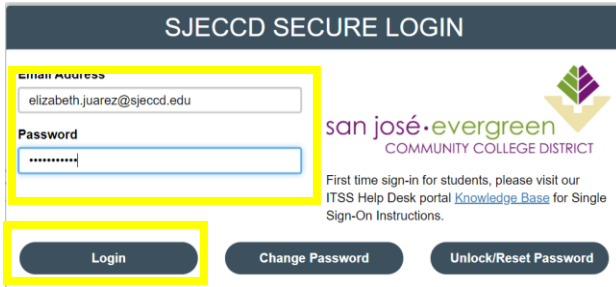 SJECCD SECURE LOGIN
Email Address
elizabeth.juarez@sjeccd.edu
Password
•••••••••••
san josé•evergreen
COMMUNITY COLLEGE DISTRICT
First time sign-in for students, please visit our
ITSS Help Desk portal Knowledge Base for Single
Sign-On Instructions.
Login
Change Password
Unlock/Reset Password